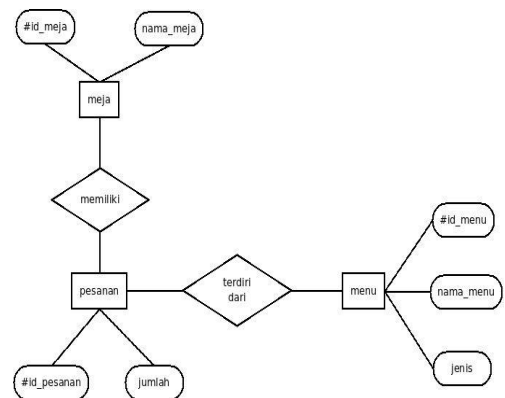 #id_meja
nama_meja
meja
memiliki
#id_menu
pesanan
terdiri
dari
menu
nama_menu
#id_pesanan
jumlah
jenis